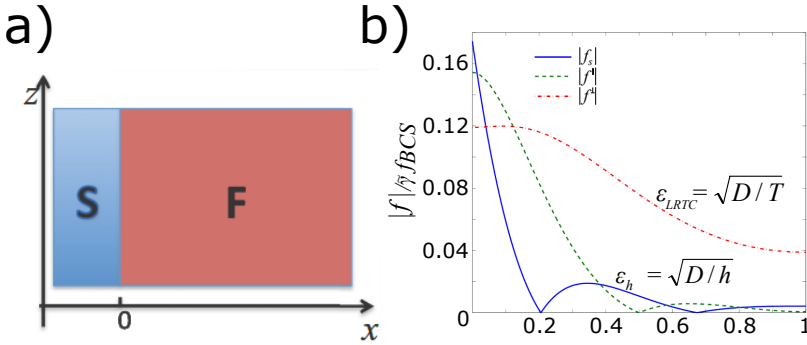 a)
z
S
F
0
x
b)
|f|/γ̃f_BCS
0.16
0.12
0.08
0.04
0
|f_s|
|f^∥|
|f^⊥|
ε_LRTC = √D/T
ε_h = √D/h
0.2
0.4
0.6
0.8
1